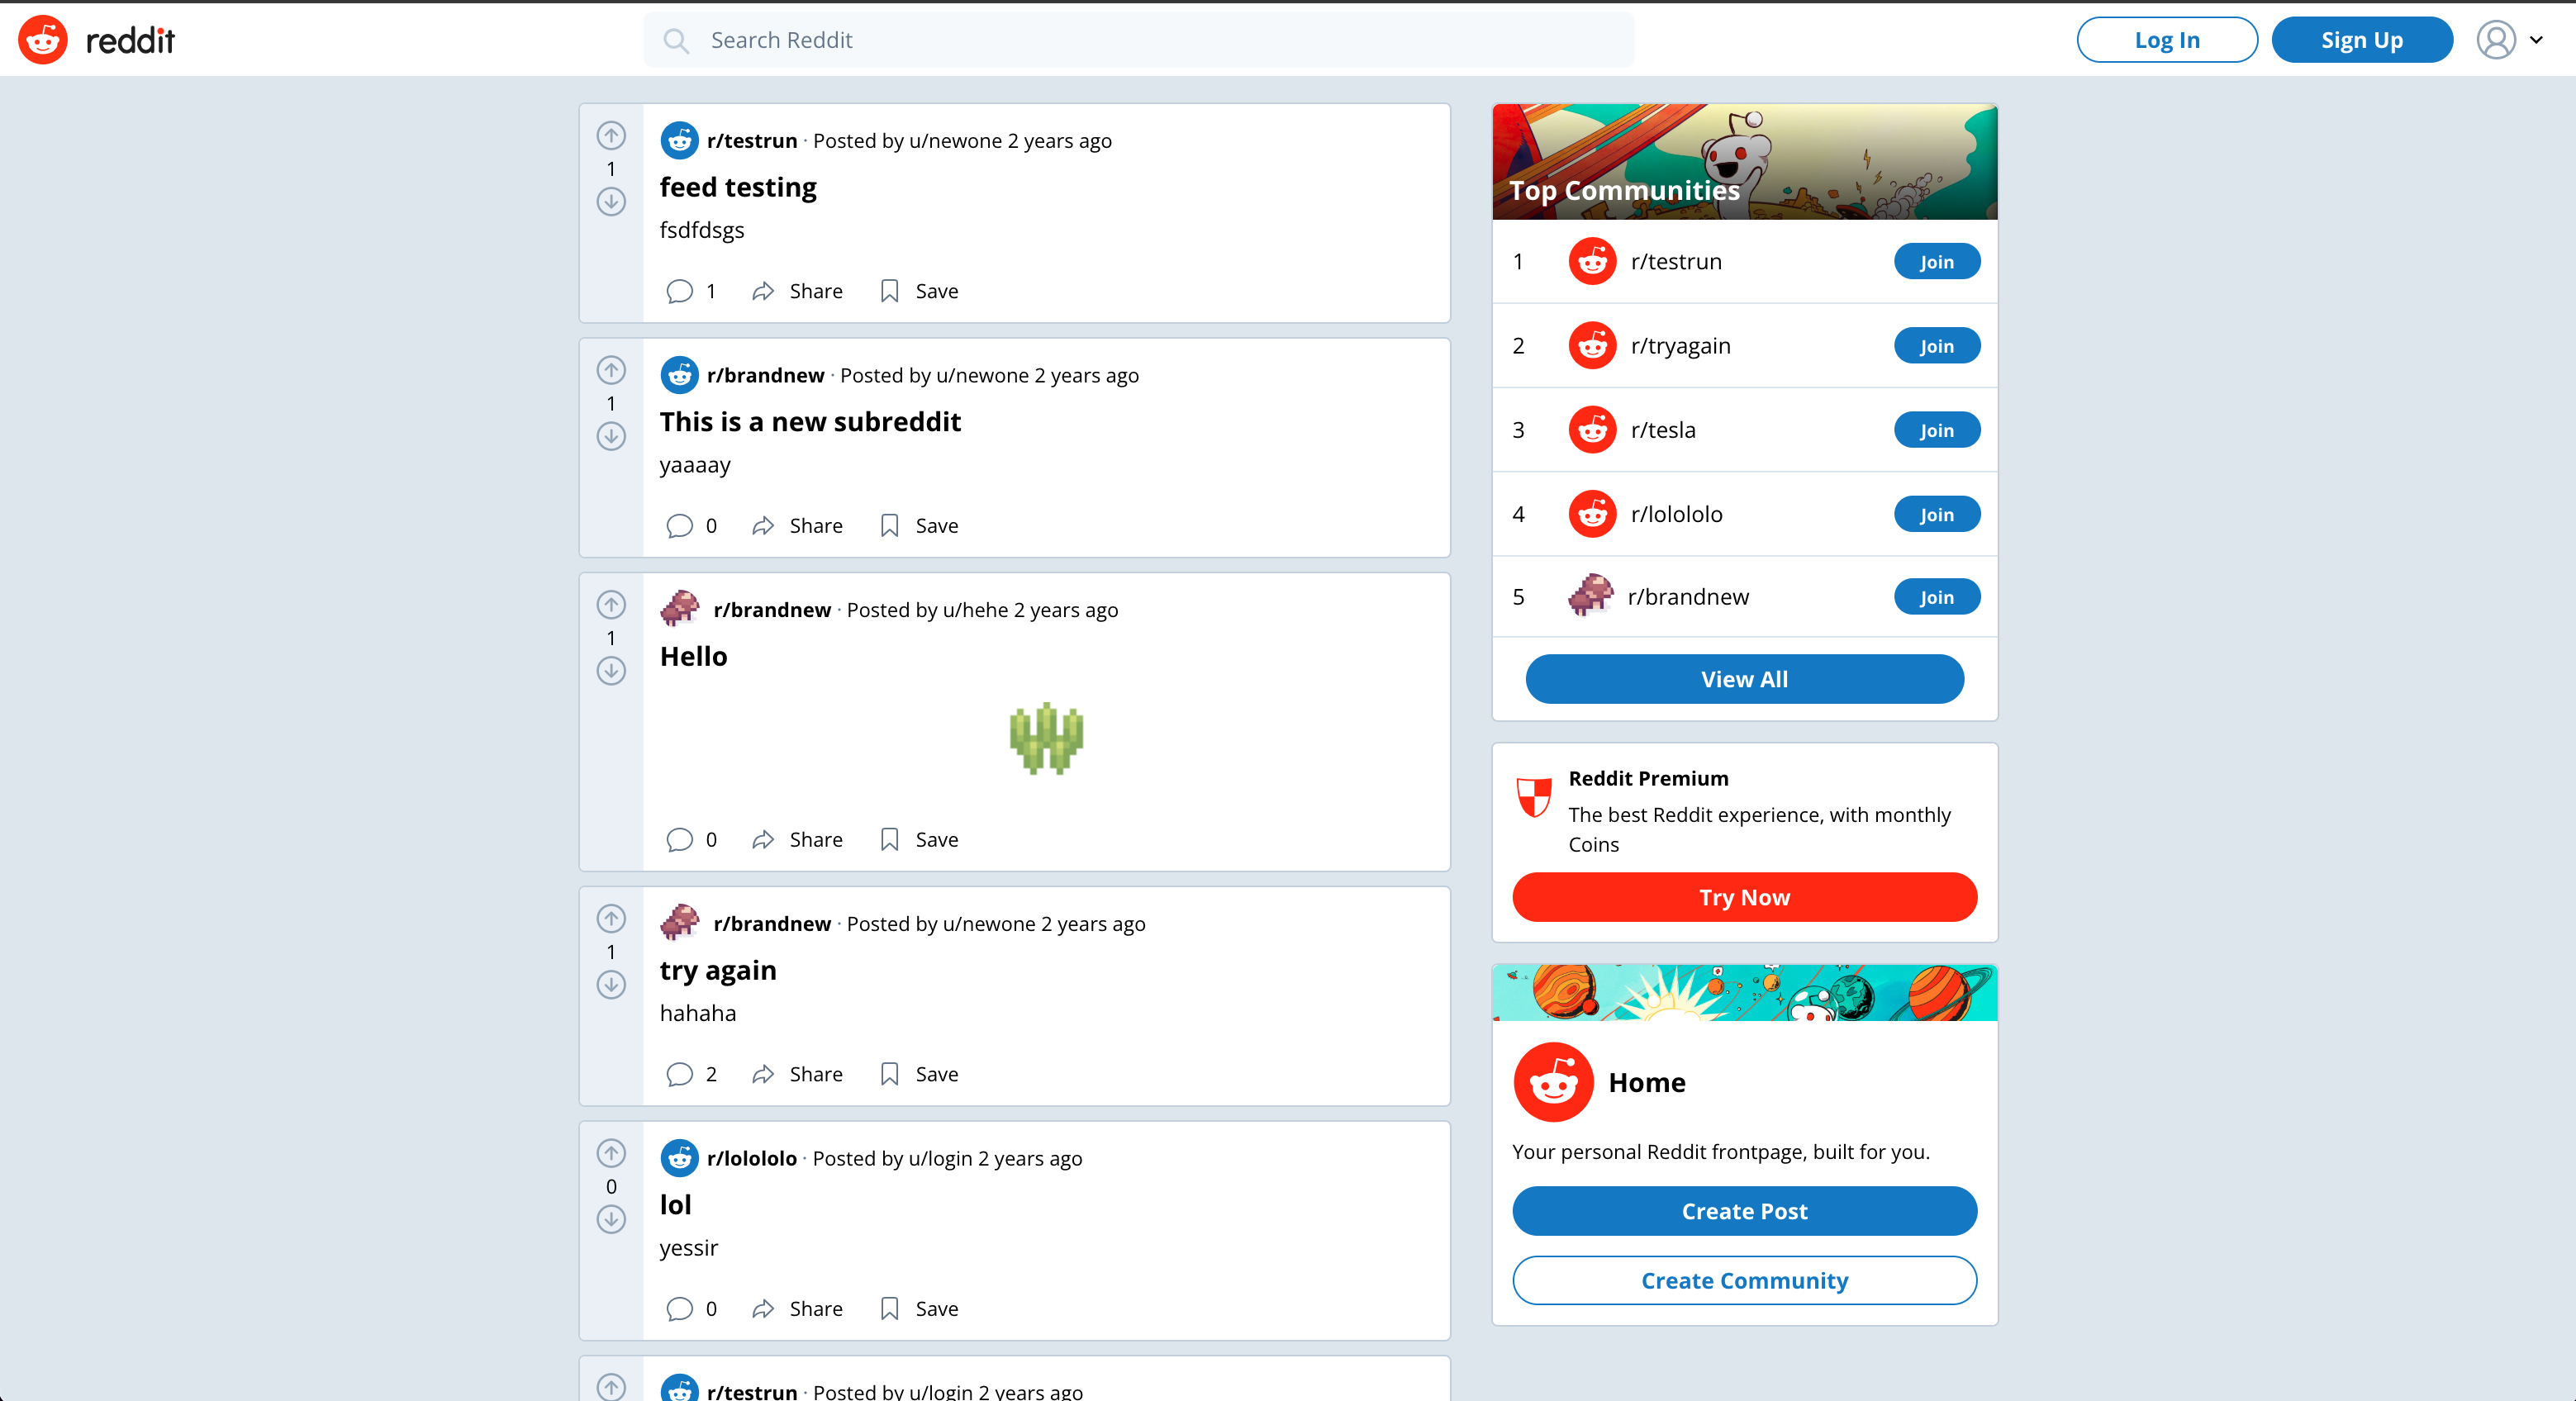 reddit
Search Reddit
Log In
Sign Up
r/testrun · Posted by u/newone 2 years ago
1
feed testing
fsdfdsgs
1 Share Save
r/brandnew · Posted by u/newone 2 years ago
1
This is a new subreddit
yaaaay
0 Share Save
r/brandnew · Posted by u/hehe 2 years ago
1
Hello
0 Share Save
r/brandnew · Posted by u/newone 2 years ago
1
try again
hahaha
2 Share Save
r/lolololo · Posted by u/login 2 years ago
0
lol
yessir
0 Share Save
r/testrun · Posted by u/login 2 years ago
Top Communities
1 r/testrun Join
2 r/tryagain Join
3 r/tesla Join
4 r/lolololo Join
5 r/brandnew Join
View All
Reddit Premium
The best Reddit experience, with monthly
Coins
Try Now
Home
Your personal Reddit frontpage, built for you.
Create Post
Create Community